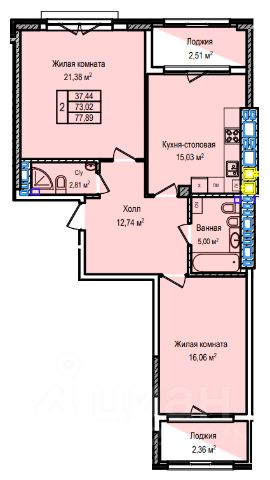 Лоджия
2,51 м²
Жилая комната
21,38 м²
37,44
2
73,02
77,89
Кухня-столовая
15,03 м²
С/у
2,81 м²
Холл
12,74 м²
Ванная
5,00 м²
Жилая комната
16,06 м²
Лоджия
2,36 м²
циан